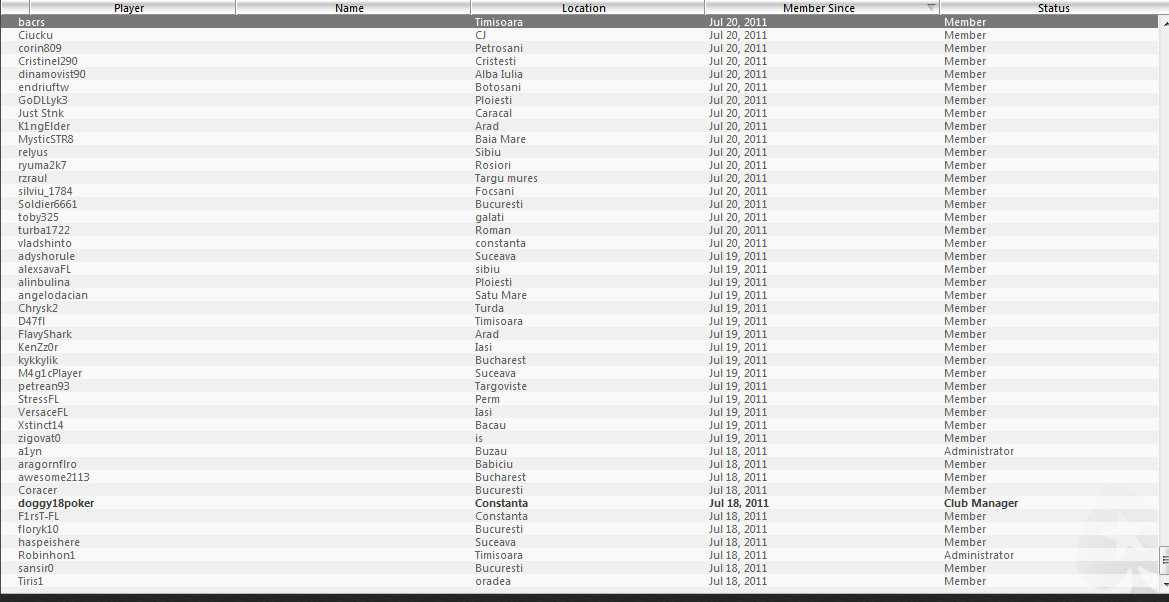 Player Name Location Member Since Status
bacrs Timisoara Jul 20, 2011 Member
Ciucku CJ Jul 20, 2011 Member
corin809 Petrosani Jul 20, 2011 Member
Cristinel290 Cristesti Jul 20, 2011 Member
dinamovist90 Alba Iulia Jul 20, 2011 Member
endriuftw Botosani Jul 20, 2011 Member
GoDLLyk3 Ploiesti Jul 20, 2011 Member
Just Stnk Caracal Jul 20, 2011 Member
K1ngElder Arad Jul 20, 2011 Member
MysticSTR8 Baia Mare Jul 20, 2011 Member
relyus Sibiu Jul 20, 2011 Member
ryuma2k7 Rosiori Jul 20, 2011 Member
rzraul Targu mures Jul 20, 2011 Member
silviu_1784 Focsani Jul 20, 2011 Member
Soldier6661 Bucuresti Jul 20, 2011 Member
toby325 galati Jul 20, 2011 Member
turba1722 Roman Jul 20, 2011 Member
vladshinto constanta Jul 20, 2011 Member
adyshorule Suceava Jul 19, 2011 Member
alexsavaFL sibiu Jul 19, 2011 Member
alinbulina Ploiesti Jul 19, 2011 Member
angelodacian Satu Mare Jul 19, 2011 Member
Chrysk2 Turda Jul 19, 2011 Member
D47fl Timisoara Jul 19, 2011 Member
FlavyShark Arad Jul 19, 2011 Member
KenZz0r Iasi Jul 19, 2011 Member
kykkylik Bucharest Jul 19, 2011 Member
M4g1cPlayer Suceava Jul 19, 2011 Member
petrean93 Targoviste Jul 19, 2011 Member
StressFL Perm Jul 19, 2011 Member
VersaceFL Iasi Jul 19, 2011 Member
Xstinct14 Bacau Jul 19, 2011 Member
zigovat0 is Jul 19, 2011 Member
a1yn Buzau Jul 18, 2011 Administrator
aragornflro Babiciu Jul 18, 2011 Member
awesome2113 Bucharest Jul 18, 2011 Member
Coracer Bucuresti Jul 18, 2011 Member
doggy18poker Constanta Jul 18, 2011 Club Manager
F1rsT-FL Constanta Jul 18, 2011 Member
floryk10 Bucuresti Jul 18, 2011 Member
haspeishere Suceava Jul 18, 2011 Member
Robinhon1 Timisoara Jul 18, 2011 Administrator
sansir0 Bucuresti Jul 18, 2011 Member
Tiris1 oradea Jul 18, 2011 Member